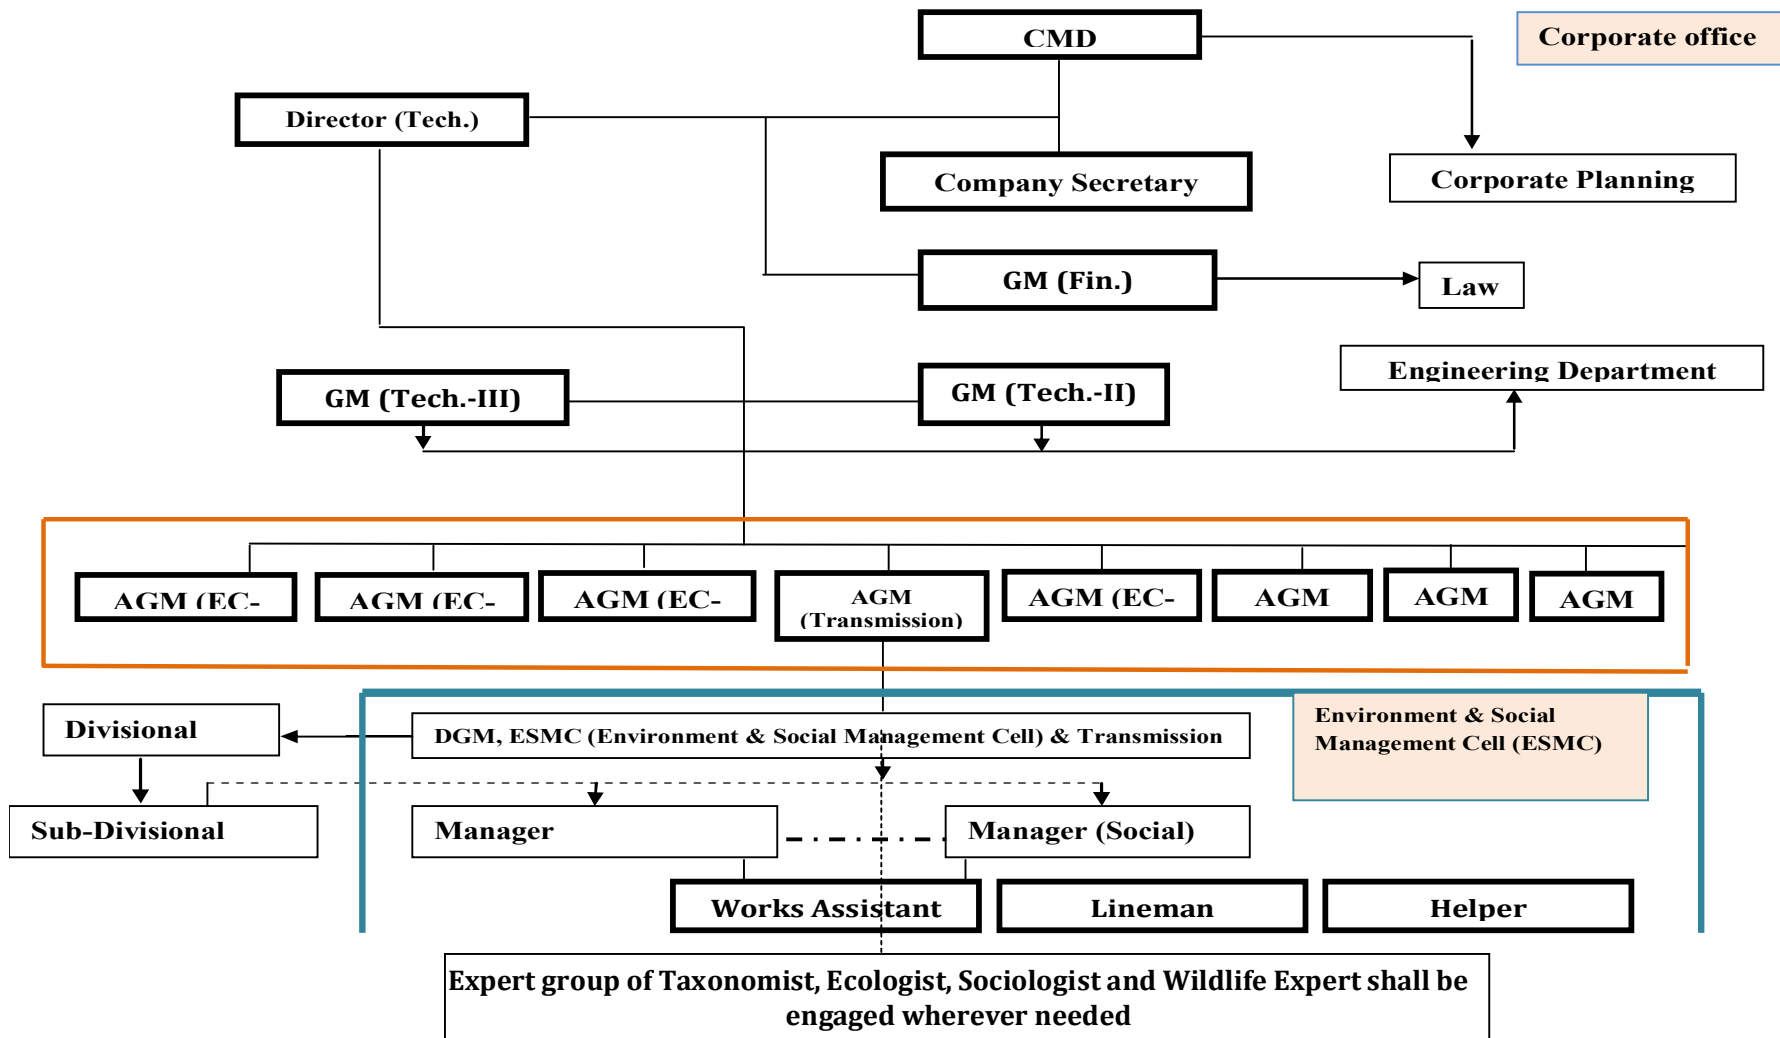 CMD
Corporate office
Director (Tech.)
Company Secretary
Corporate Planning
GM (Fin.)
Law
Engineering Department
GM (Tech.-III)
GM (Tech.-II)
AGM (EC-
AGM (EC-
AGM (EC-
AGM
(Transmission)
AGM (EC-
AGM
AGM
AGM
Divisional
DGM, ESMC (Environment & Social Management Cell) & Transmission
Environment & Social
Management Cell (ESMC)
Sub-Divisional
Manager
Manager (Social)
Works Assistant
Lineman
Helper
Expert group of Taxonomist, Ecologist, Sociologist and Wildlife Expert shall be
engaged wherever needed